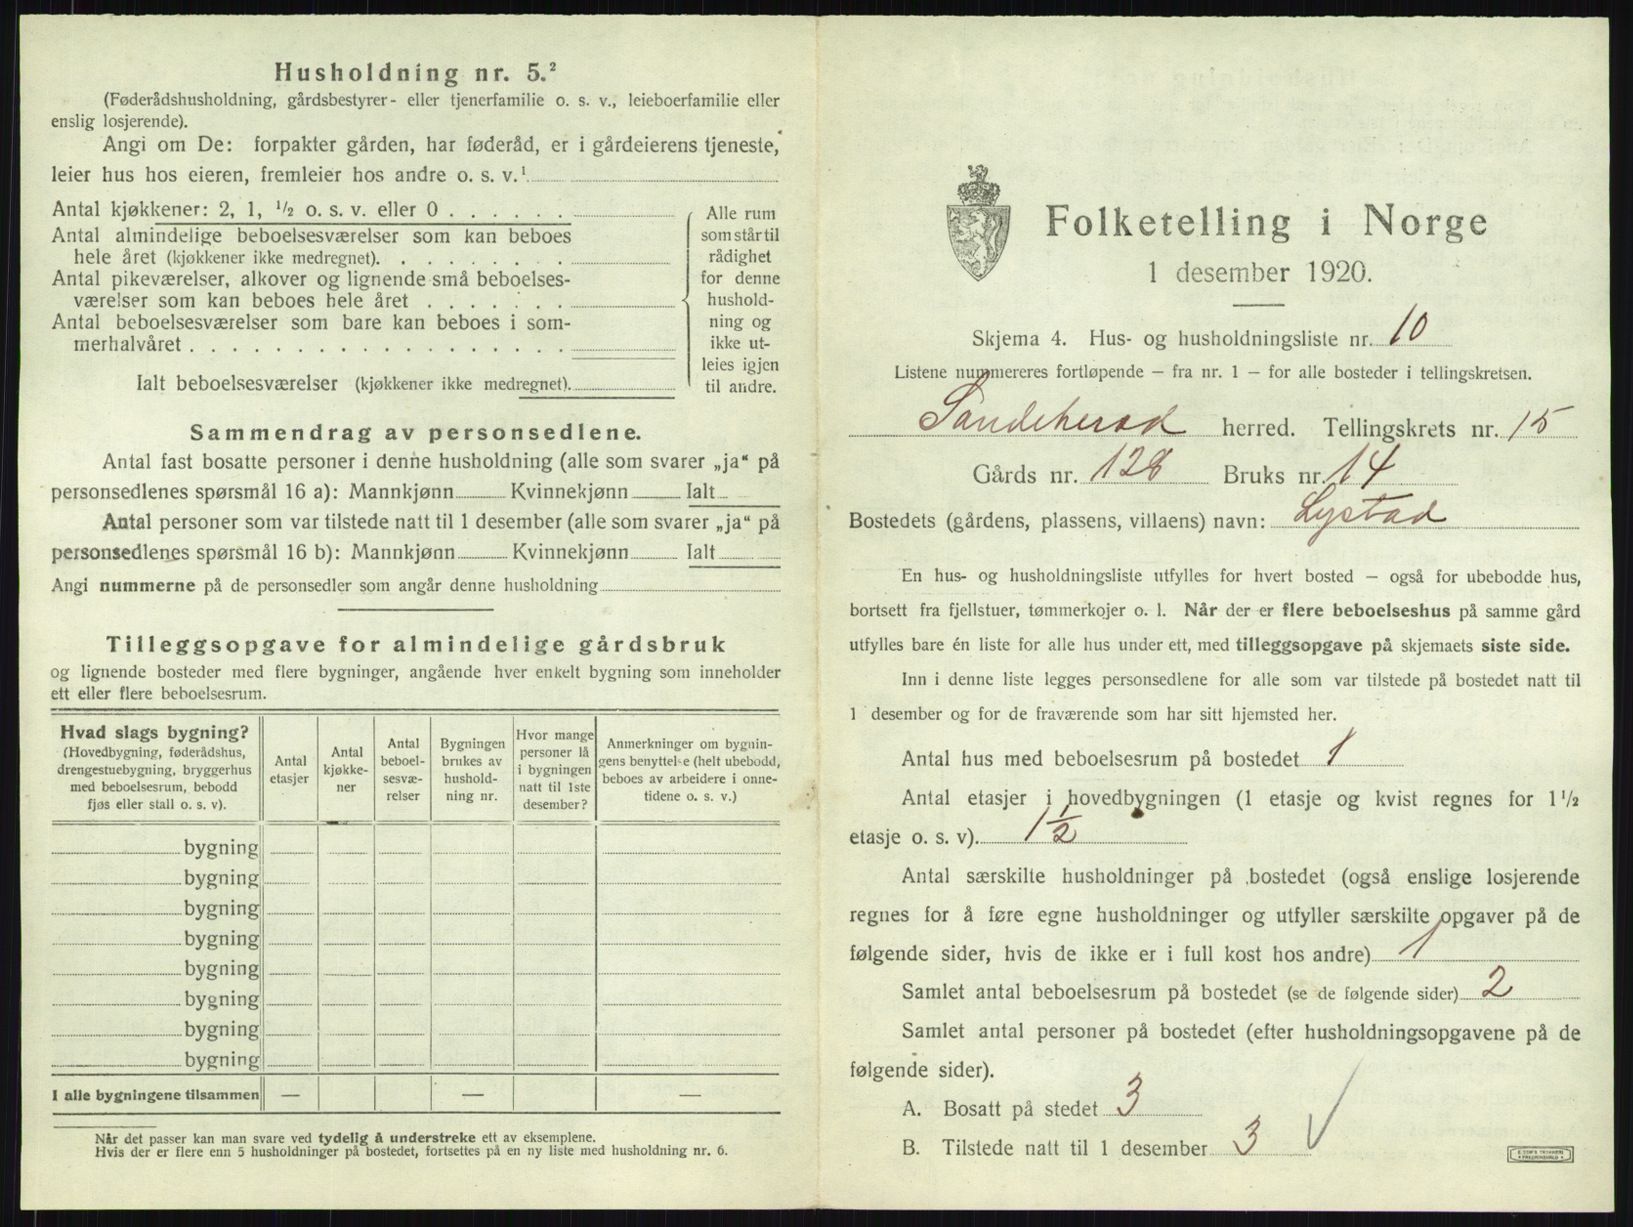 Husholdning nr. 5.²
(Føderådshusholdning, gårdsbestyrer- eller tjenerfamilie o. s. v., leieboerfamilie eller
enslig losjerende).
Angi om De: forpakter gården, har føderåd, er i gårdeierens tjeneste,
leier hus hos eieren, fremleier hos andre o. s. v.¹
Antal kjøkkener: 2, 1, ½ o. s. v. eller 0
Antal almindelige beboelsesværelser som kan beboes
hele året (kjøkkener ikke medregnet).
Antal pikeværelser, alkover og lignende små beboelses-
værelser som kan beboes hele året
Antal beboelsesværelser som bare kan beboes i som-
merhalvåret
Ialt beboelsesværelser (kjøkkener ikke medregnet).
Alle rum
som står til
rådighet
for denne
hushold-
ning og
ikke ut-
leies igjen
til andre.
Sammendrag av personsedlene.
Antal fast bosatte personer i denne husholdning (alle som svarer „ja“ på
personsedlenes spørsmål 16 a): Mannkjønn Kvinnekjønn Ialt
Antal personer som var tilstede natt til 1 desember (alle som svarer „ja“ på
personsedlenes spørsmål 16 b): Mannkjønn Kvinnekjønn Ialt
Angi nummerne på de personsedler som angår denne husholdning
Tilleggsopgave for almindelige gårdsbruk
og lignende bosteder med flere bygninger, angående hver enkelt bygning som inneholder
ett eller flere beboelsesrum.
Hvad slags bygning?
(Hovedbygning, føderådshus,
drengestuebygning, bryggerhus
med beboelsesrum, bebodd
fjøs eller stall o. s. v).
Antal
etasjer
Antal
kjøkke-
ner
Antal
beboel-
sesvæ-
relser
Bygningen
brukes av
hushold-
ning nr.
Hvor mange
personer lå
i bygningen
natt til 1ste
desember?
Anmerkninger om bygnin-
gens benyttelse (helt ubebodd,
beboes av arbeidere i onne-
tidene o. s. v.)
bygning
bygning
bygning
bygning
bygning
bygning
bygning
bygning
I alle bygningene tilsammen — — —
Når det passer kan man svare ved tydelig å understreke ett av eksemplene.
Hvis der er flere enn 5 husholdninger på bostedet, fortsettes på en ny liste med husholdning nr. 6.
Folketelling i Norge
1 desember 1920.
Skjema 4. Hus- og husholdningsliste nr. 10
Listene nummereres fortløpende — fra nr. 1 — for alle bosteder i tellingskretsen.
Sandeherad herred. Tellingskrets nr. 15
Gårds nr. 128 Bruks nr. 14
Bostedets (gårdens, plassens, villaens) navn: Lystad
En hus- og husholdningsliste utfylles for hvert bosted — også for ubebodde hus,
bortsett fra fjellstuer, tømmerkojer o. l. Når der er flere beboelseshus på samme gård
utfylles bare én liste for alle hus under ett, med tilleggsopgave på skjemaets siste side.
Inn i denne liste legges personsedlene for alle som var tilstede på bostedet natt til
1 desember og for de fraværende som har sitt hjemsted her.
Antal hus med beboelsesrum på bostedet 1
Antal etasjer i hovedbygningen (1 etasje og kvist regnes for 1½
etasje o. s. v). 1½
Antal særskilte husholdninger på bostedet (også enslige losjerende
regnes for å føre egne husholdninger og utfyller særskilte opgaver på de
følgende sider, hvis de ikke er i full kost hos andre) 1
Samlet antal beboelsesrum på bostedet (se de følgende sider) 2
Samlet antal personer på bostedet (efter husholdningsopgavene på de
følgende sider).
A. Bosatt på stedet 3
B. Tilstede natt til 1 desember 3